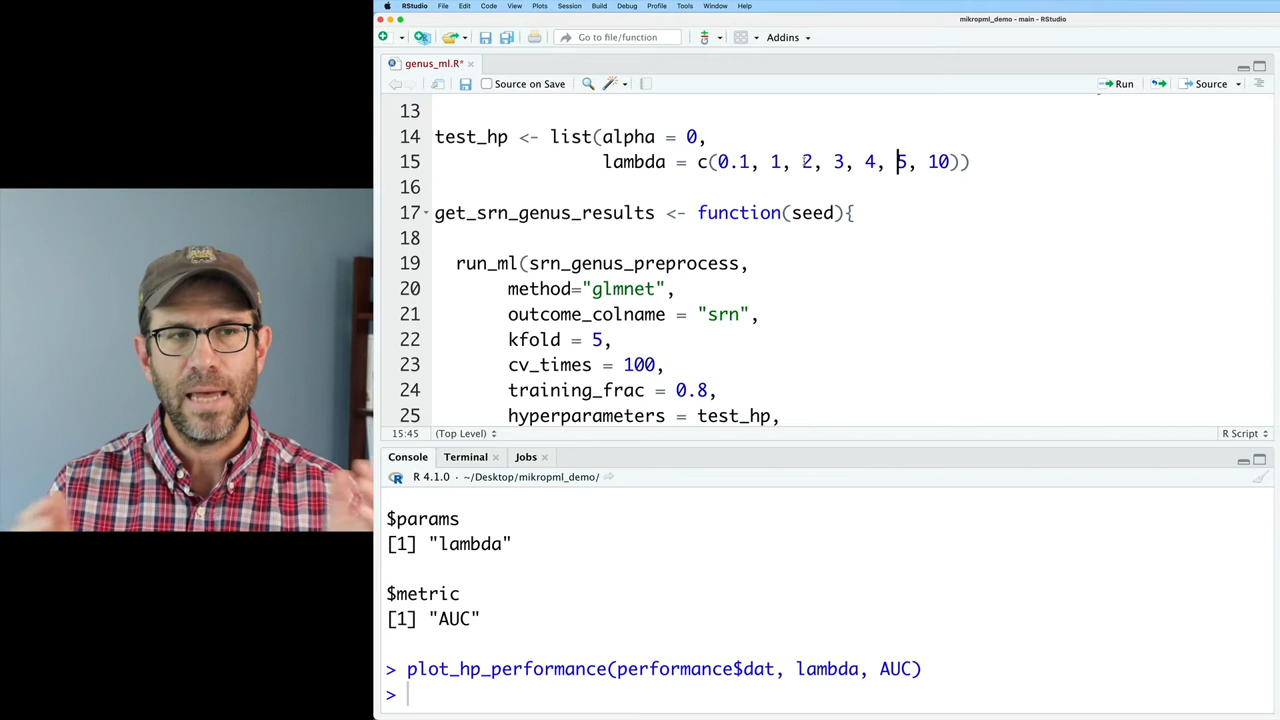 RStudio File Edit Code View Plots Session Build Debug Profile Tools Window Help
mikropml_demo - main - RStudio
Go to file/function Addins
genus_ml.R*
Source on Save Run Source
13
14 test_hp <- list(alpha = 0,
15 lambda = c(0.1, 1, 2, 3, 4, 5, 10))
16
17 get_srn_genus_results <- function(seed){
18
19 run_ml(srn_genus_preprocess,
20 method="glmnet",
21 outcome_colname = "srn",
22 kfold = 5,
23 cv_times = 100,
24 training_frac = 0.8,
25 hyperparameters = test_hp,
15:45 (Top Level) R Script
Console Terminal Jobs
R 4.1.0 · ~/Desktop/mikropml_demo/
$params
[1] "lambda"
$metric
[1] "AUC"
> plot_hp_performance(performance$dat, lambda, AUC)
>